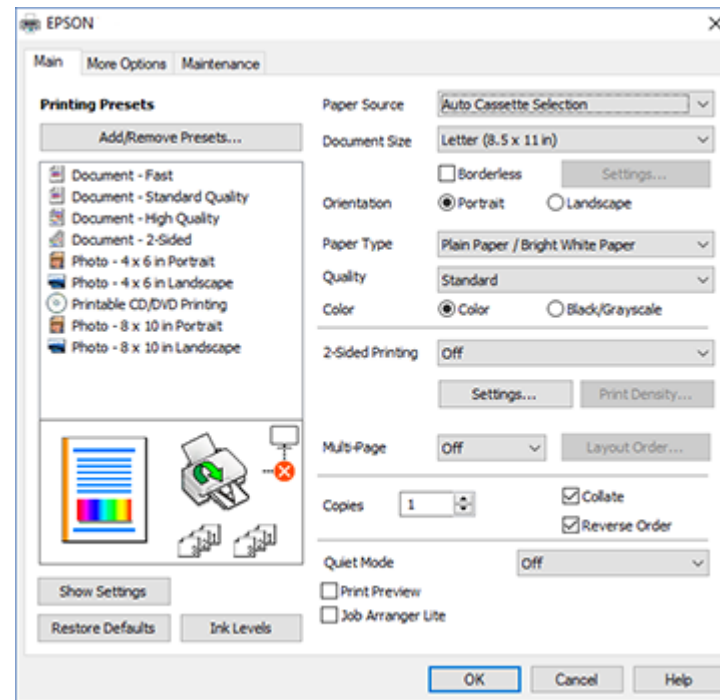 EPSON
Main
More Options
Maintenance
Printing Presets
Add/Remove Presets...
Document - Fast
Document - Standard Quality
Document - High Quality
Document - 2-Sided
Photo - 4 x 6 in Portrait
Photo - 4 x 6 in Landscape
Printable CD/DVD Printing
Photo - 8 x 10 in Portrait
Photo - 8 x 10 in Landscape
Show Settings
Restore Defaults
Ink Levels
Paper Source
Auto Cassette Selection
Document Size
Letter (8.5 x 11 in)
Borderless
Settings...
Orientation
Portrait
Landscape
Paper Type
Plain Paper / Bright White Paper
Quality
Standard
Color
Color
Black/Grayscale
2-Sided Printing
Off
Settings...
Print Density...
Multi-Page
Off
Layout Order...
Copies
1
Collate
Reverse Order
Quiet Mode
Off
Print Preview
Job Arranger Lite
OK
Cancel
Help